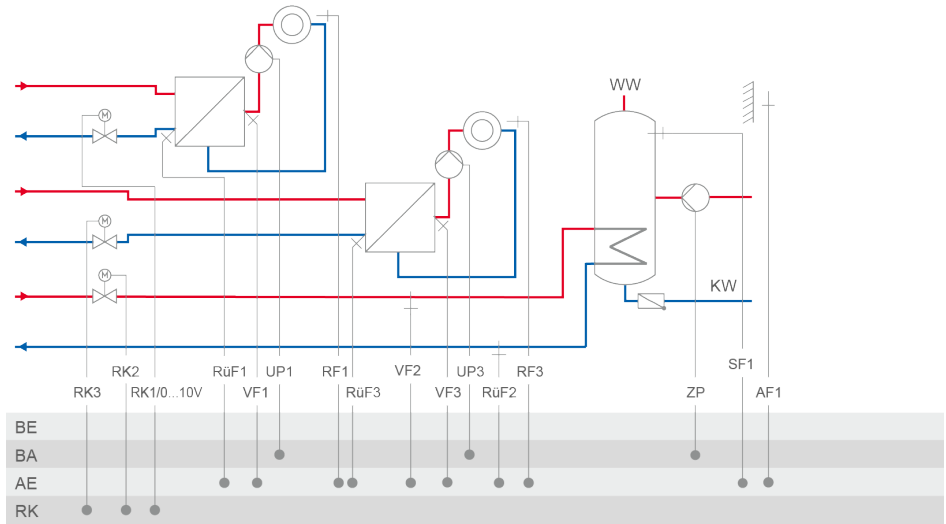 WW
M
M
M
KW
RK2 RüF1 UP1 RF1 VF2 UP3 RF3 SF1
RK3 RK1/0...10V VF1 RüF3 VF3 RüF2 ZP AF1
BE
BA
AE
RK